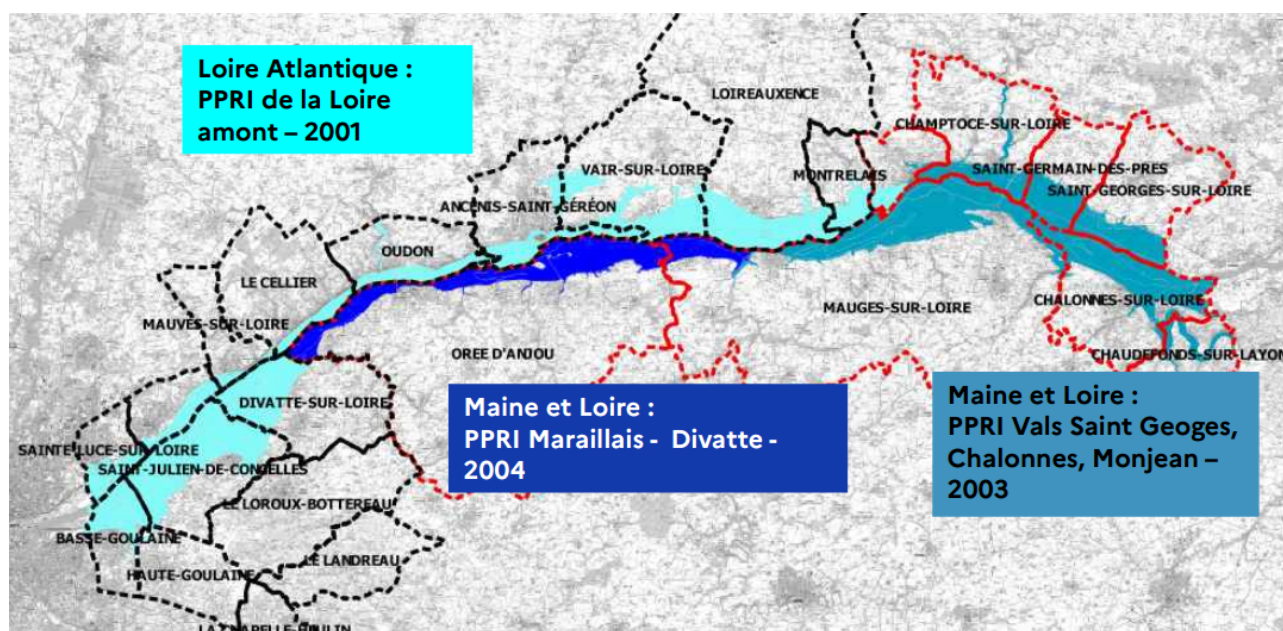 Loire Atlantique :
PPRI de la Loire
amont – 2001
LOIREAUXENCE
CHAMPTOCE-SUR-LOIRE
VAIR-SUR-LOIRE
MONTRELAIS
SAINT-GERMAIN-DES-PRES
SAINT-GEORGES-SUR-LOIRE
ANCENIS-SAINT-GÉRÉON
OUDON
LE CELLIER
MAUVES-SUR-LOIRE
MAUGES-SUR-LOIRE
CHALONNES-SUR-LOIRE
OREE D'ANJOU
CHAUDEFONDS-SUR-LAYON
DIVATTE-SUR-LOIRE
Maine et Loire :
PPRI Maraillais - Divatte -
2004
Maine et Loire :
PPRI Vals Saint Geoges,
Chalonnes, Monjean –
2003
SAINTE-LUCE-SUR-LOIRE
SAINT-JULIEN-DE-CONCELLES
LE LOROUX-BOTTEREAU
BASSE-GOULAINE
LE LANDREAU
HAUTE-GOULAINE
LA CHAPELLE-HEULIN